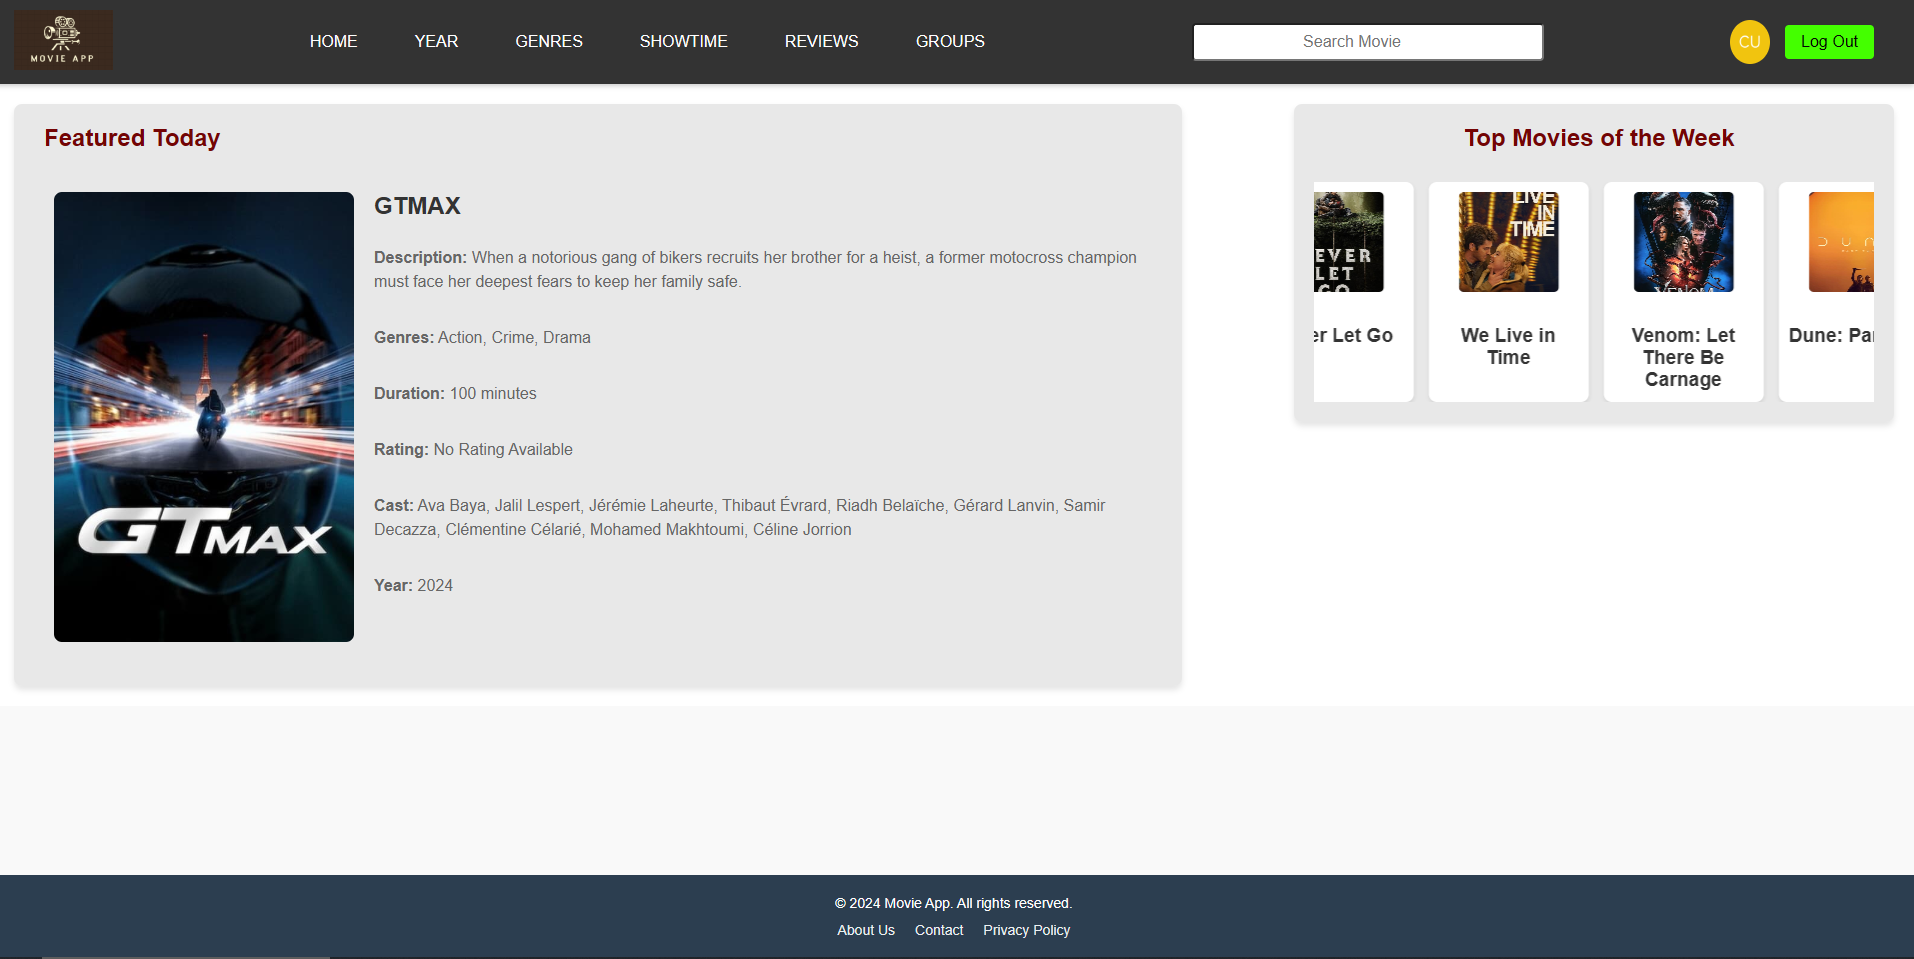 MOVIE APP
HOME YEAR GENRES SHOWTIME REVIEWS GROUPS
Search Movie
CU
Log Out
Featured Today
GTMAX
GTMAX
Description: When a notorious gang of bikers recruits her brother for a heist, a former motocross champion
must face her deepest fears to keep her family safe.
Genres: Action, Crime, Drama
Duration: 100 minutes
Rating: No Rating Available
Cast: Ava Baya, Jalil Lespert, Jérémie Laheurte, Thibaut Évrard, Riadh Belaïche, Gérard Lanvin, Samir
Decazza, Clémentine Célarié, Mohamed Makhtoumi, Céline Jorrion
Year: 2024
Top Movies of the Week
EVER
LET
GO
er Let Go
LIVE
IN
TIME
We Live in
Time
VENOM
Venom: Let
There Be
Carnage
DUN
Dune: Pa
© 2024 Movie App. All rights reserved.
About Us Contact Privacy Policy